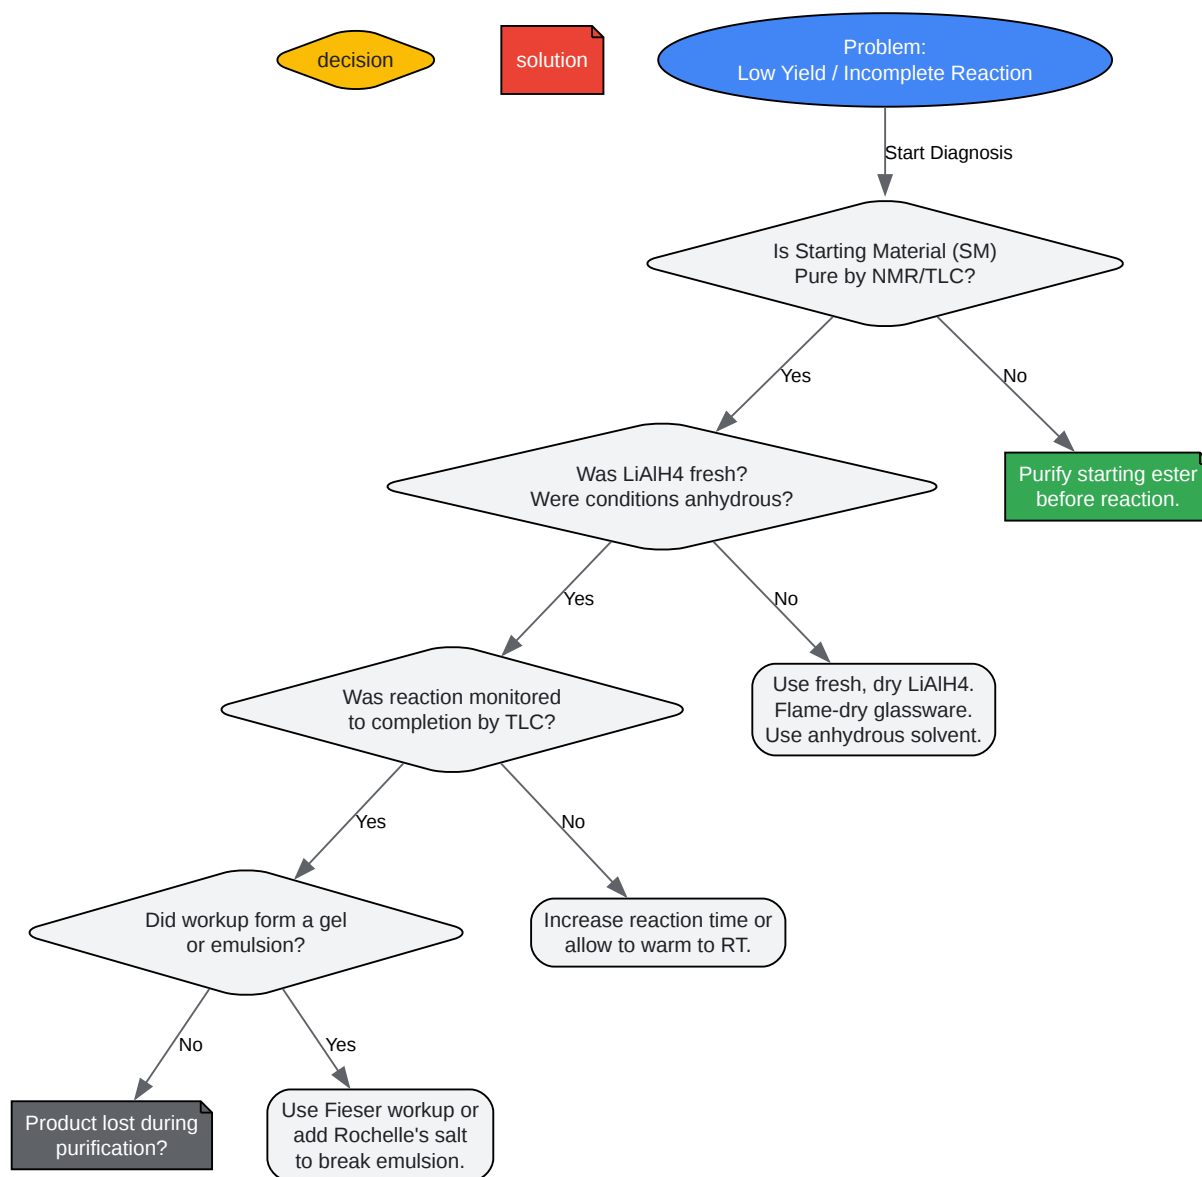 decision
solution
Problem:
Low Yield / Incomplete Reaction
Start Diagnosis
Is Starting Material (SM)
Pure by NMR/TLC?
Yes
No
Was LiAlH4 fresh?
Were conditions anhydrous?
Purify starting ester
before reaction.
Yes
No
Was reaction monitored
to completion by TLC?
Use fresh, dry LiAlH4.
Flame-dry glassware.
Use anhydrous solvent.
Yes
No
Did workup form a gel
or emulsion?
Increase reaction time or
allow to warm to RT.
No
Yes
Product lost during
purification?
Use Fieser workup or
add Rochelle's salt
to break emulsion.